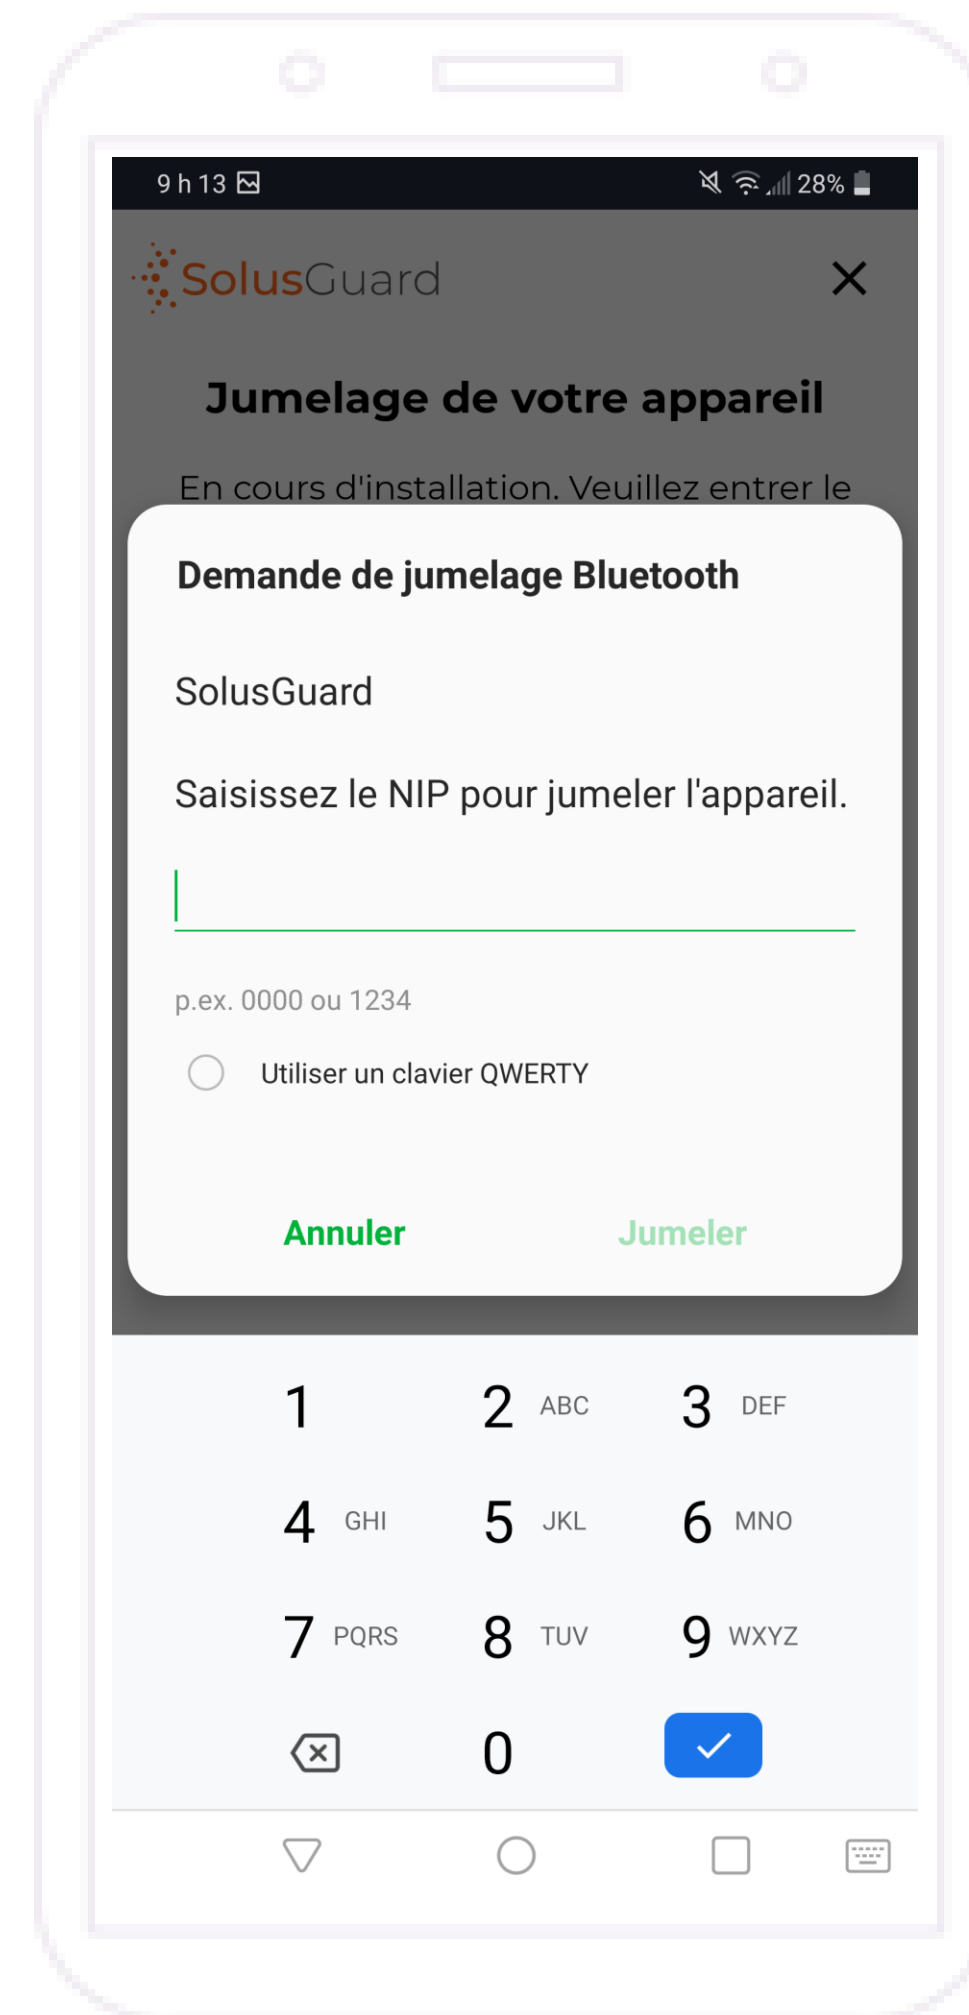 9 h 13
28%
SolusGuard
Jumelage de votre appareil
En cours d'installation. Veuillez entrer le
Demande de jumelage Bluetooth
SolusGuard
Saisissez le NIP pour jumeler l'appareil.
p.ex. 0000 ou 1234
Utiliser un clavier QWERTY
Annuler
Jumeler
1
2 ABC
3 DEF
4 GHI
5 JKL
6 MNO
7 PQRS
8 TUV
9 WXYZ
0